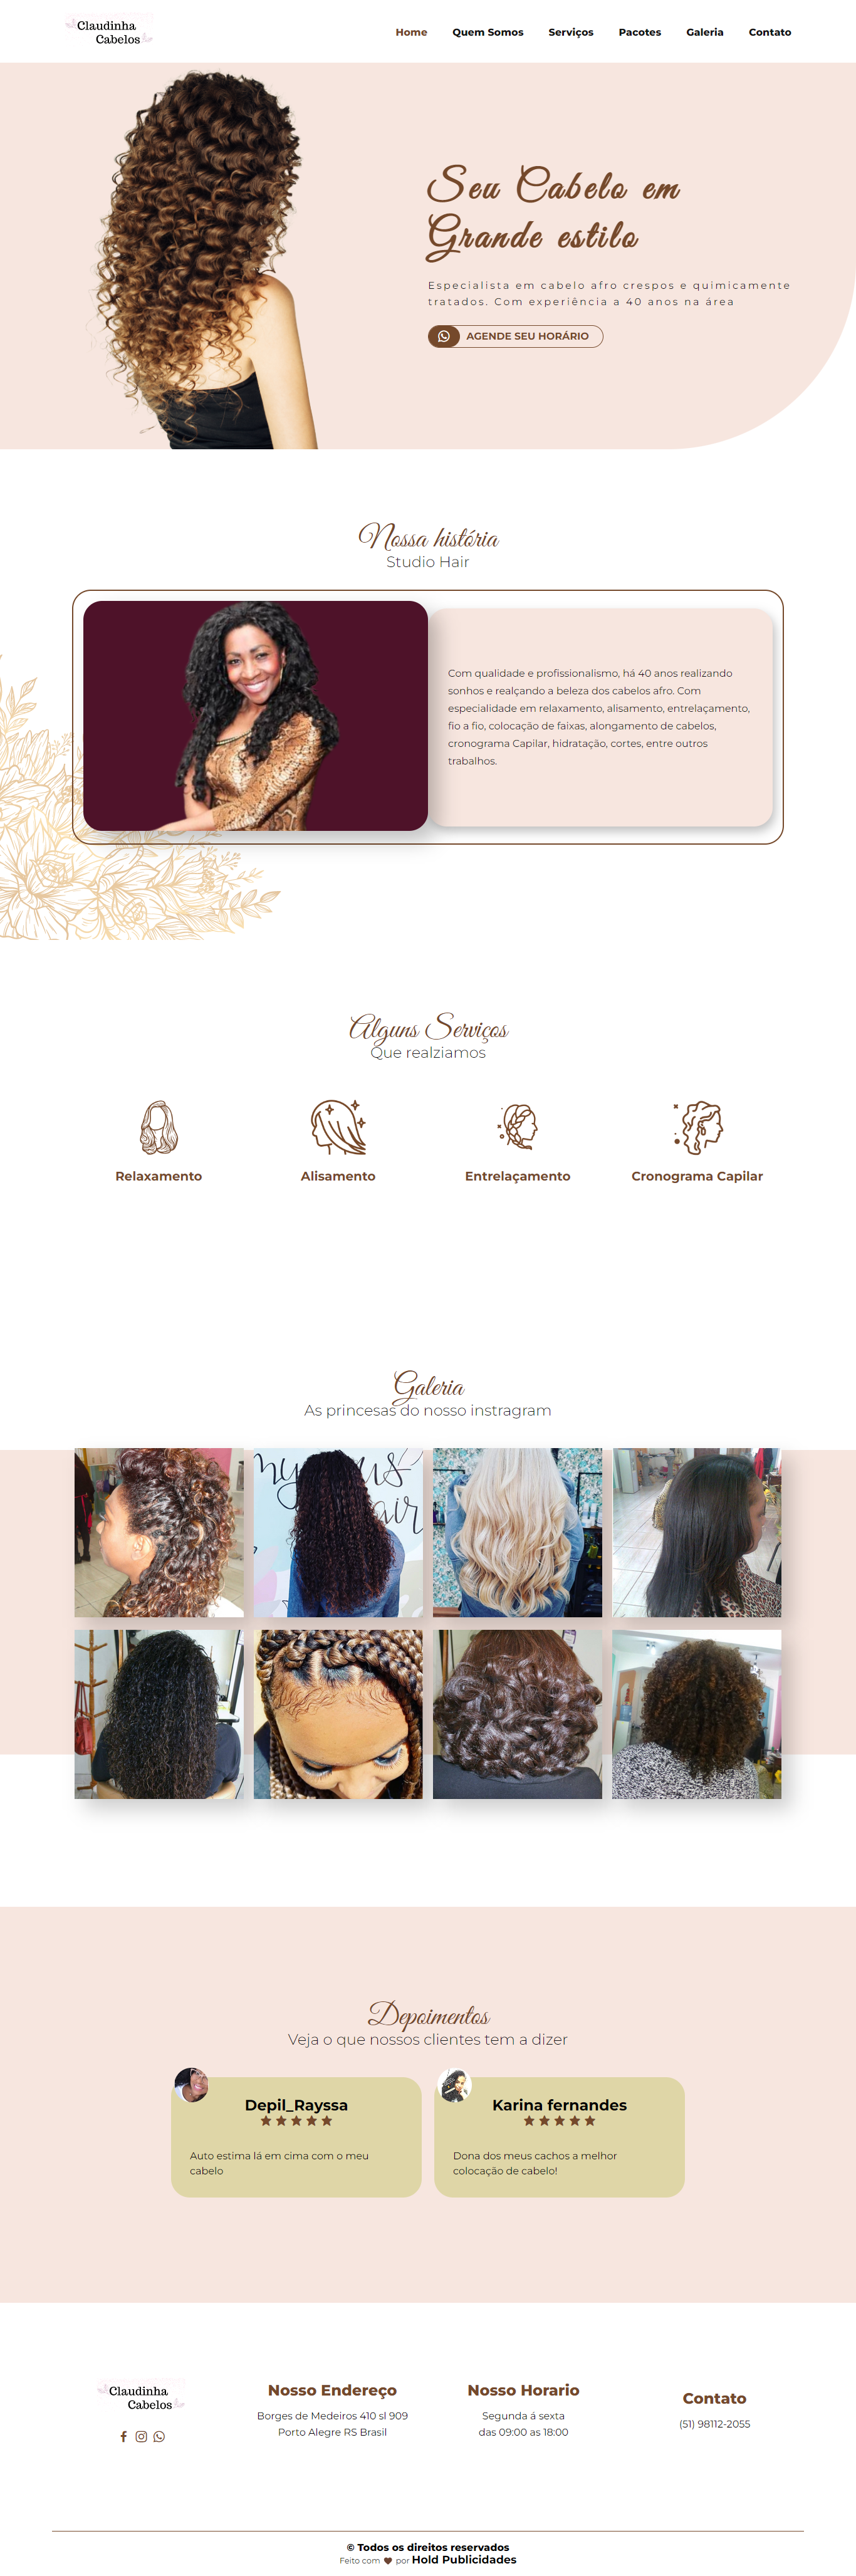 Claudinha
Cabelos
Home Quem Somos Serviços Pacotes Galeria Contato
Seu Cabelo em
Grande estilo
Especialista em cabelo afro crespos e quimicamente
tratados. Com experiência a 40 anos na área
AGENDE SEU HORÁRIO
Nossa história
Studio Hair
Com qualidade e profissionalismo, há 40 anos realizando
sonhos e realçando a beleza dos cabelos afro. Com
especialidade em relaxamento, alisamento, entrelaçamento,
fio a fio, colocação de faixas, alongamento de cabelos,
cronograma Capilar, hidratação, cortes, entre outros
trabalhos.
Alguns Serviços
Que realziamos
Relaxamento
Alisamento
Entrelaçamento
Cronograma Capilar
Galeria
As princesas do nosso instragram
Depoimentos
Veja o que nossos clientes tem a dizer
Depil_Rayssa
Auto estima lá em cima com o meu
cabelo
Karina fernandes
Dona dos meus cachos a melhor
colocação de cabelo!
Claudinha
Cabelos
Nosso Endereço
Borges de Medeiros 410 sl 909
Porto Alegre RS Brasil
Nosso Horario
Segunda á sexta
das 09:00 as 18:00
Contato
(51) 98112-2055
© Todos os direitos reservados
Feito com por Hold Publicidades